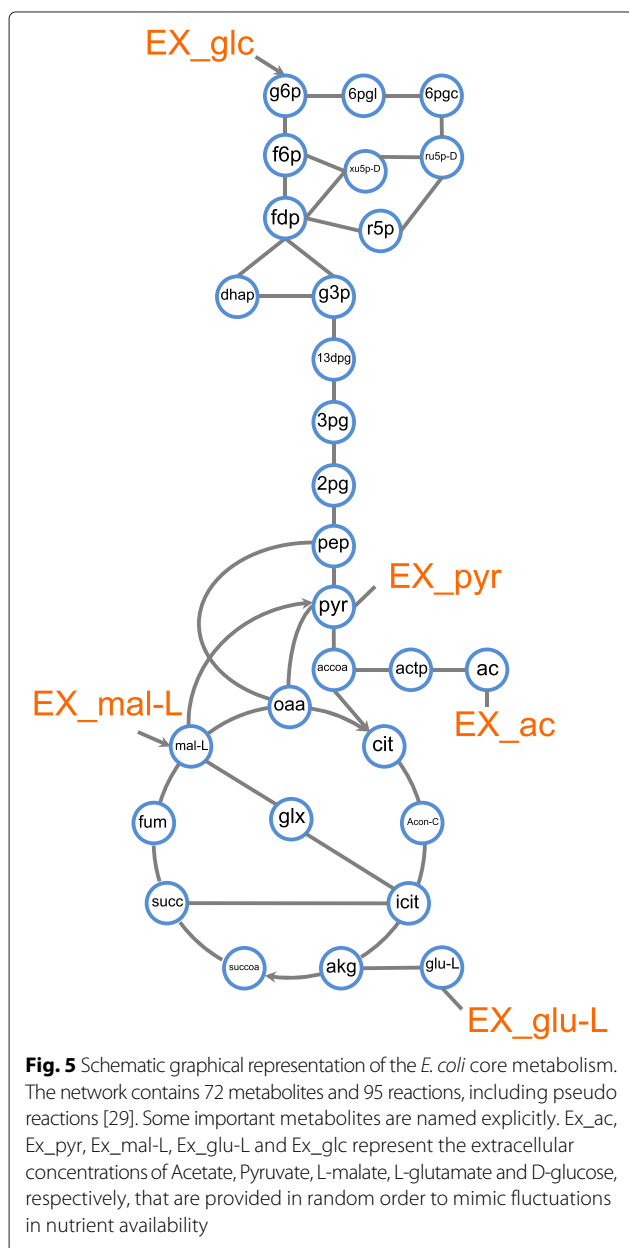 EX_glc
g6p
6pgl
6pgc
f6p
xu5p-D
ru5p-D
fdp
r5p
dhap
g3p
13dpg
3pg
2pg
pep
EX_pyr
pyr
accoa
actp
ac
EX_mal-L
oaa
EX_ac
mal-L
cit
fum
glx
Acon-C
succ
icit
succoa
akg
glu-L
EX_glu-L
Fig. 5 Schematic graphical representation of the E. coli core metabolism.
The network contains 72 metabolites and 95 reactions, including pseudo
reactions [29]. Some important metabolites are named explicitly. Ex_ac,
Ex_pyr, Ex_mal-L, Ex_glu-L and Ex_glc represent the extracellular
concentrations of Acetate, Pyruvate, L-malate, L-glutamate and D-glucose,
respectively, that are provided in random order to mimic fluctuations
in nutrient availability